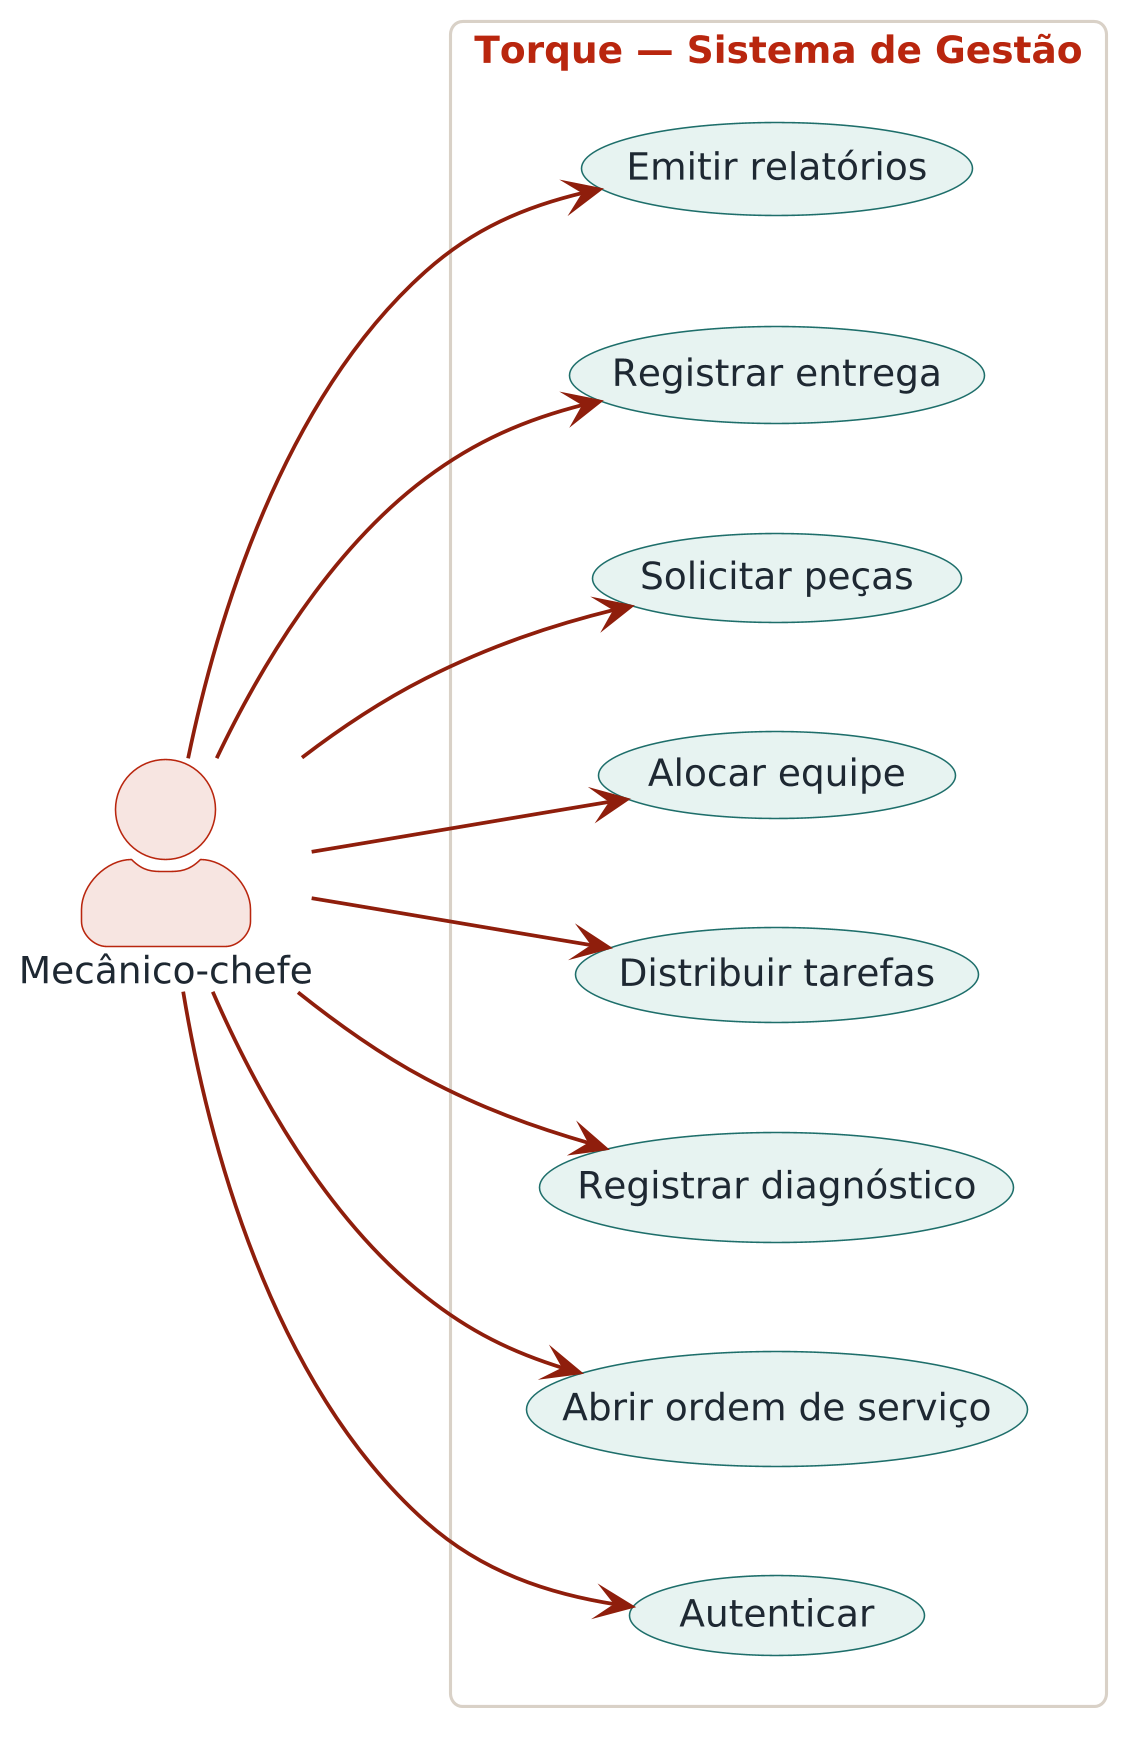 Torque — Sistema de Gestão
Emitir relatórios
Registrar entrega
Solicitar peças
Alocar equipe
Distribuir tarefas
Mecânico-chefe
Registrar diagnóstico
Abrir ordem de serviço
Autenticar